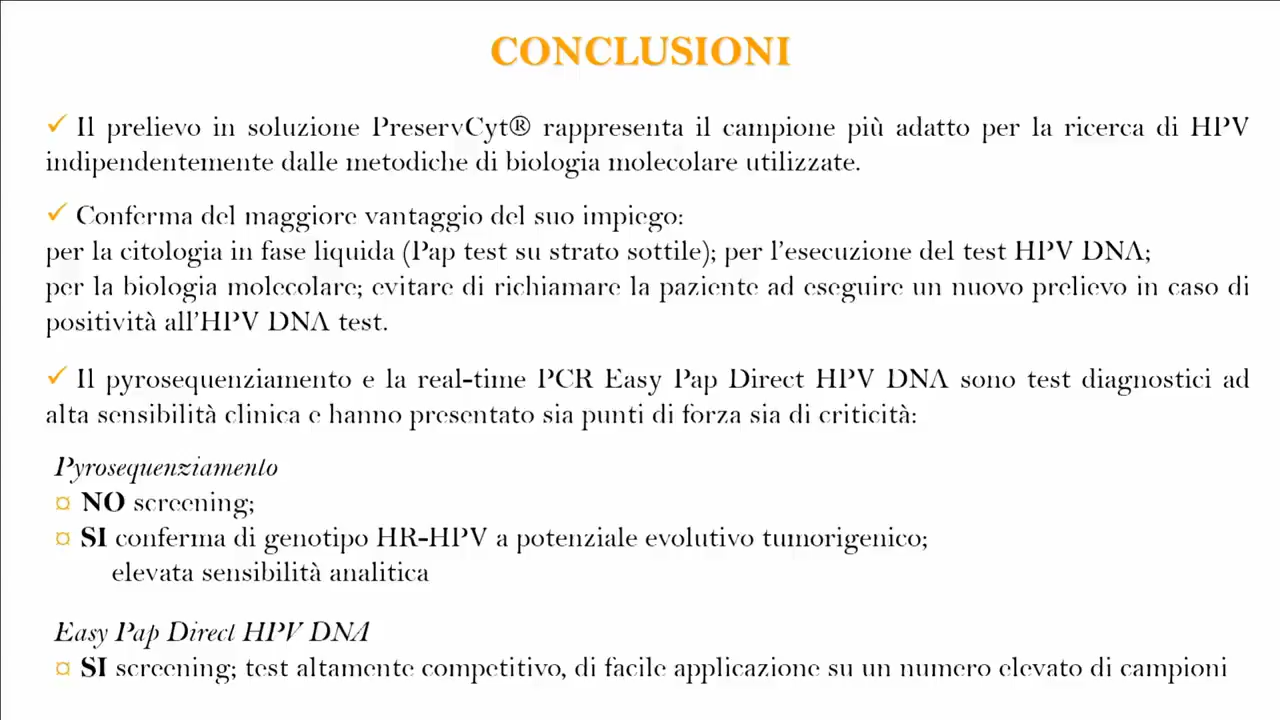 CONCLUSIONI
✓ Il prelievo in soluzione PreservCyt® rappresenta il campione più adatto per la ricerca di HPV
indipendentemente dalle metodiche di biologia molecolare utilizzate.
✓ Conferma del maggiore vantaggio del suo impiego:
per la citologia in fase liquida (Pap test su strato sottile); per l'esecuzione del test HPV DNA;
per la biologia molecolare; evitare di richiamare la paziente ad eseguire un nuovo prelievo in caso di
positività all'HPV DNA test.
✓ Il pyrosequenziamento e la real-time PCR Easy Pap Direct HPV DNA sono test diagnostici ad
alta sensibilità clinica e hanno presentato sia punti di forza sia di criticità:
Pyrosequenziamento
¤ NO screening;
¤ SI conferma di genotipo HR-HPV a potenziale evolutivo tumorigenico;
elevata sensibilità analitica
Easy Pap Direct HPV DNA
¤ SI screening; test altamente competitivo, di facile applicazione su un numero elevato di campioni